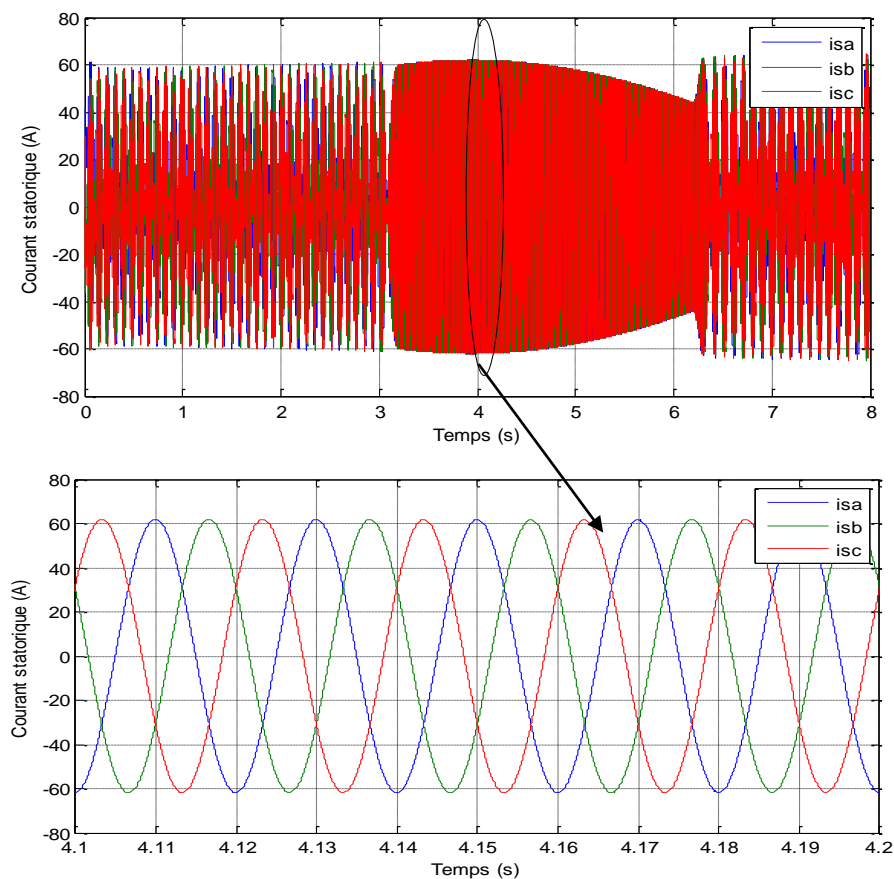 80
60
40
20
0
-20
-40
-60
-80
Courant statorique (A)
isa
isb
isc
0 1 2 3 4 5 6 7 8
Temps (s)
80
60
40
20
0
-20
-40
-60
-80
Courant statorique (A)
isa
isb
isc
4.1 4.11 4.12 4.13 4.14 4.15 4.16 4.17 4.18 4.19 4.2
Temps (s)